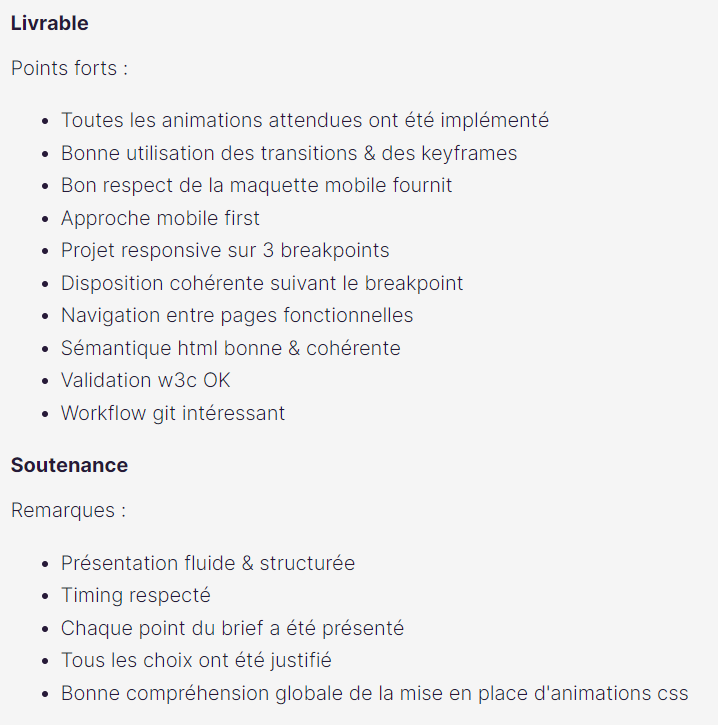 Livrable
Points forts :
• Toutes les animations attendues ont été implémenté
• Bonne utilisation des transitions & des keyframes
• Bon respect de la maquette mobile fournit
• Approche mobile first
• Projet responsive sur 3 breakpoints
• Disposition cohérente suivant le breakpoint
• Navigation entre pages fonctionnelles
• Sémantique html bonne & cohérente
• Validation w3c OK
• Workflow git intéressant
Soutenance
Remarques :
• Présentation fluide & structurée
• Timing respecté
• Chaque point du brief a été présenté
• Tous les choix ont été justifié
• Bonne compréhension globale de la mise en place d'animations css